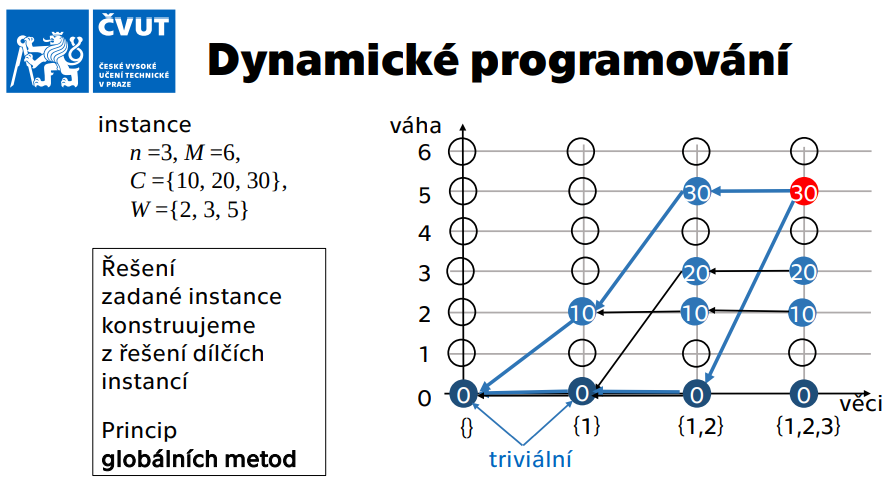 ČVUT
ČESKÉ VYSOKÉ
UČENÍ TECHNICKÉ
V PRAZE
Dynamické programování
instance
n =3, M =6,
C ={10, 20, 30},
W ={2, 3, 5}
Řešení
zadané instance
konstruujeme
z řešení dílčích
instancí
Princip
globálních metod
váha
6
5 30 30
4
3 20 20
2 10 10 10
1
0 0 0 0 0
věci
{} {1} {1,2} {1,2,3}
triviální